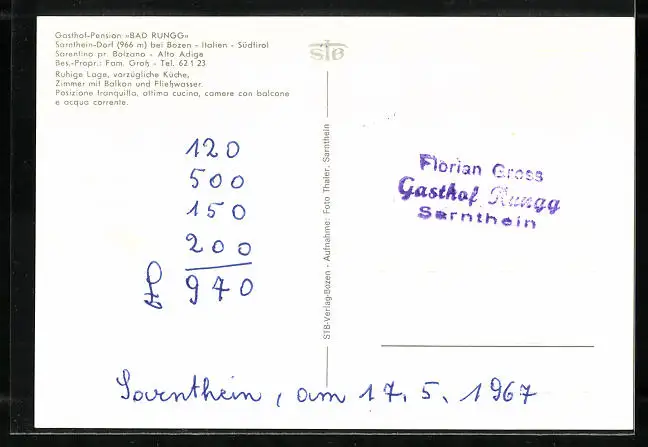 Gasthof-Pension »BAD RUNGG«
Sarnthein-Dorf (966 m) bei Bozen - Italien - Südtirol
Sarentino pr. Bolzano - Alto Adige
Bes.-Propr.: Fam. Groß - Tel. 62 1 23
Ruhige Lage, vorzügliche Küche,
Zimmer mit Balkon und Fließwasser.
Posizione tranquilla, ottima cucina, camere con balcone
e acqua corrente.
STB
120
500
150
200
£ 970
STB-Verlag-Bozen - Aufnahme: Foto Thaler, Sarnthein
Florian Gross
Gasthof Rungg
Sarnthein
Sarnthein, am 17. 5. 1967